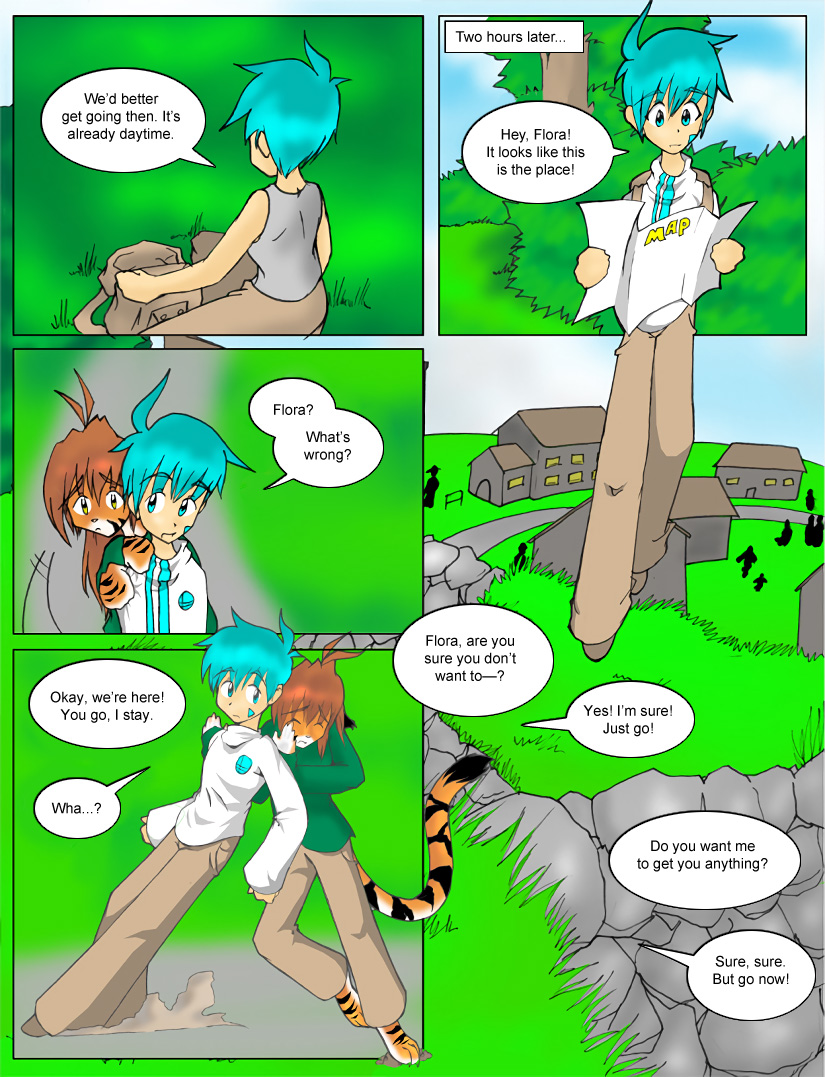 We'd better
get going then. It's
already daytime.
Two hours later...
Hey, Flora!
It looks like this
is the place!
MAP
Flora?
What's
wrong?
Okay, we're here!
You go, I stay.
Wha...?
Flora, are you
sure you don't
want to—?
Yes! I'm sure!
Just go!
Do you want me
to get you anything?
Sure, sure.
But go now!